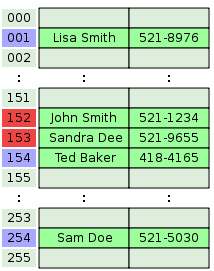 000
001 Lisa Smith 521-8976
002
: : :
151
152 John Smith 521-1234
153 Sandra Dee 521-9655
154 Ted Baker 418-4165
155
: : :
253
254 Sam Doe 521-5030
255